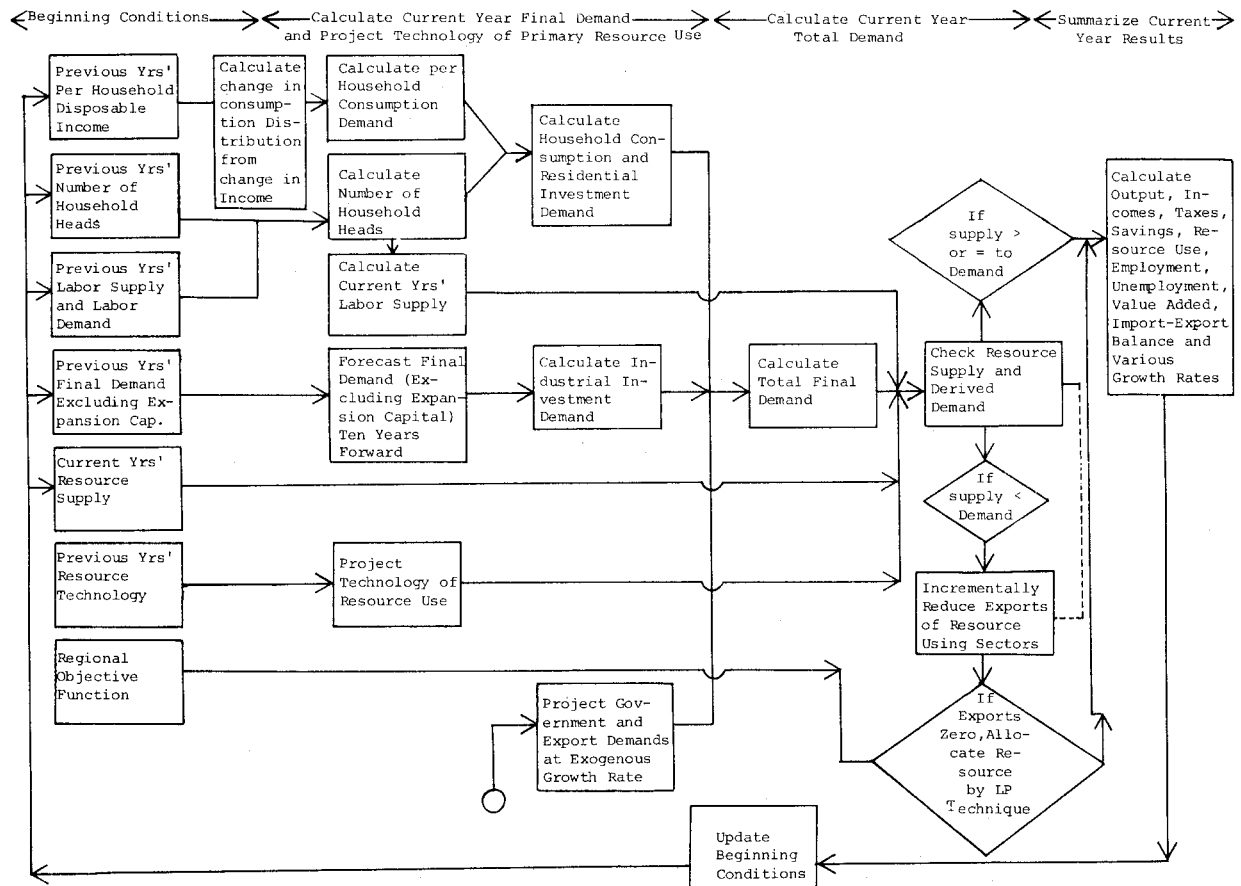 Beginning Conditions
Calculate Current Year Final Demand
and Project Technology of Primary Resource Use
Calculate Current Year
Total Demand
Summarize Current
Year Results
Previous Yrs'
Per Household
Disposable
Income
Calculate
change in
consump-
tion Dis-
tribution
from
change in
Income
Calculate per
Household
Consumption
Demand
Calculate
Household Con-
sumption and
Residential
Investment
Demand
Previous Yrs'
Number of
Household
Heads
Calculate
Number of
Household
Heads
Previous Yrs'
Labor Supply
and Labor
Demand
Calculate
Current Yrs'
Labor Supply
If
supply >
or = to
Demand
Calculate
Output, In-
comes, Taxes,
Savings, Re-
source Use,
Employment,
Unemployment,
Value Added,
Import-Export
Balance and
Various
Growth Rates
Previous Yrs'
Final Demand
Excluding Ex-
pansion Cap.
Forecast Final
Demand (Ex-
cluding Expan-
sion Capital)
Ten Years
Forward
Calculate In-
dustrial In-
vestment
Demand
Calculate
Total Final
Demand
Check Resource
Supply and
Derived
Demand
Current Yrs'
Resource
Supply
If
supply <
Demand
Previous Yrs'
Resource
Technology
Project
Technology of
Resource Use
Incrementally
Reduce Exports
of Resource
Using Sectors
Regional
Objective
Function
Project Gov-
ernment and
Export Demands
at Exogenous
Growth Rate
If
Exports
Zero,Allo-
cate Re-
source
by LP
Technique
Update
Beginning
Conditions